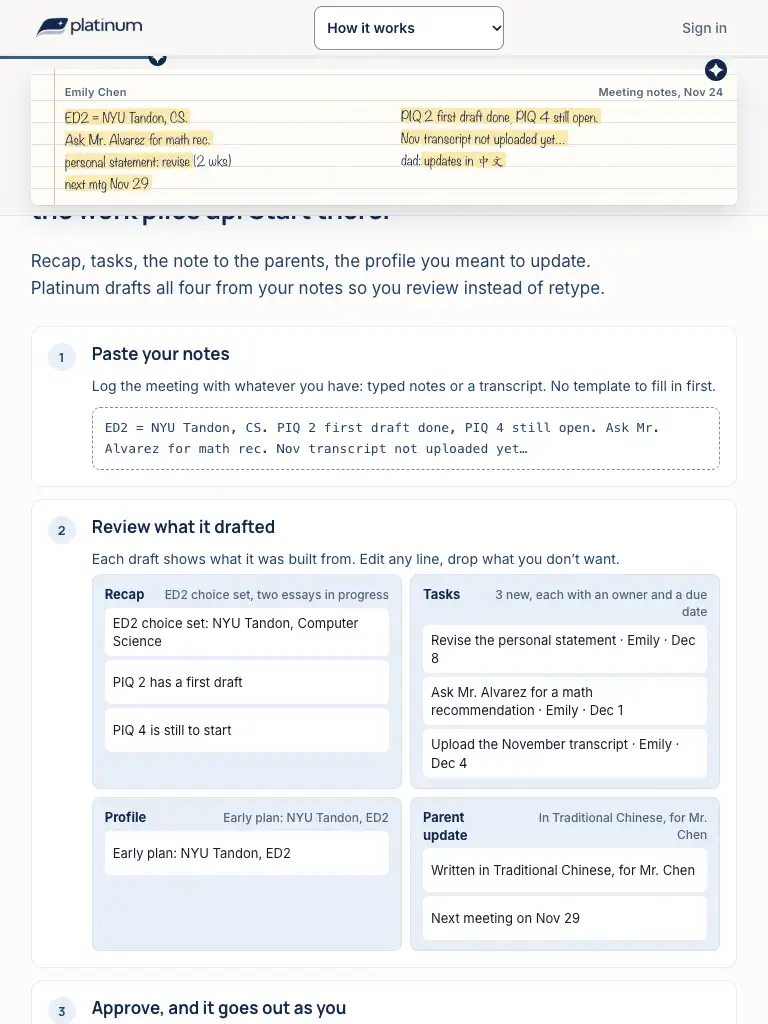 platinum
How it works
Sign in
Emily Chen
Meeting notes, Nov 24
ED2 = NYU Tandon, CS.
Ask Mr. Alvarez for math rec.
personal statement: revise (2 wks)
next mtg Nov 29
PIQ 2 first draft done, PIQ 4 still open.
Nov transcript not uploaded yet...
dad: updates in 中文
the work piles up. Start there.
Recap, tasks, the note to the parents, the profile you meant to update.
Platinum drafts all four from your notes so you review instead of retype.
1
Paste your notes
Log the meeting with whatever you have: typed notes or a transcript. No template to fill in first.
ED2 = NYU Tandon, CS. PIQ 2 first draft done, PIQ 4 still open. Ask Mr.
Alvarez for math rec. Nov transcript not uploaded yet…
2
Review what it drafted
Each draft shows what it was built from. Edit any line, drop what you don’t want.
Recap
ED2 choice set, two essays in progress
ED2 choice set: NYU Tandon, Computer
Science
PIQ 2 has a first draft
PIQ 4 is still to start
Tasks
3 new, each with an owner and a due
date
Revise the personal statement · Emily · Dec
8
Ask Mr. Alvarez for a math
recommendation · Emily · Dec 1
Upload the November transcript · Emily ·
Dec 4
Profile
Early plan: NYU Tandon, ED2
Early plan: NYU Tandon, ED2
Parent
update
In Traditional Chinese, for Mr.
Chen
Written in Traditional Chinese, for Mr. Chen
Next meeting on Nov 29
3
Approve, and it goes out as you